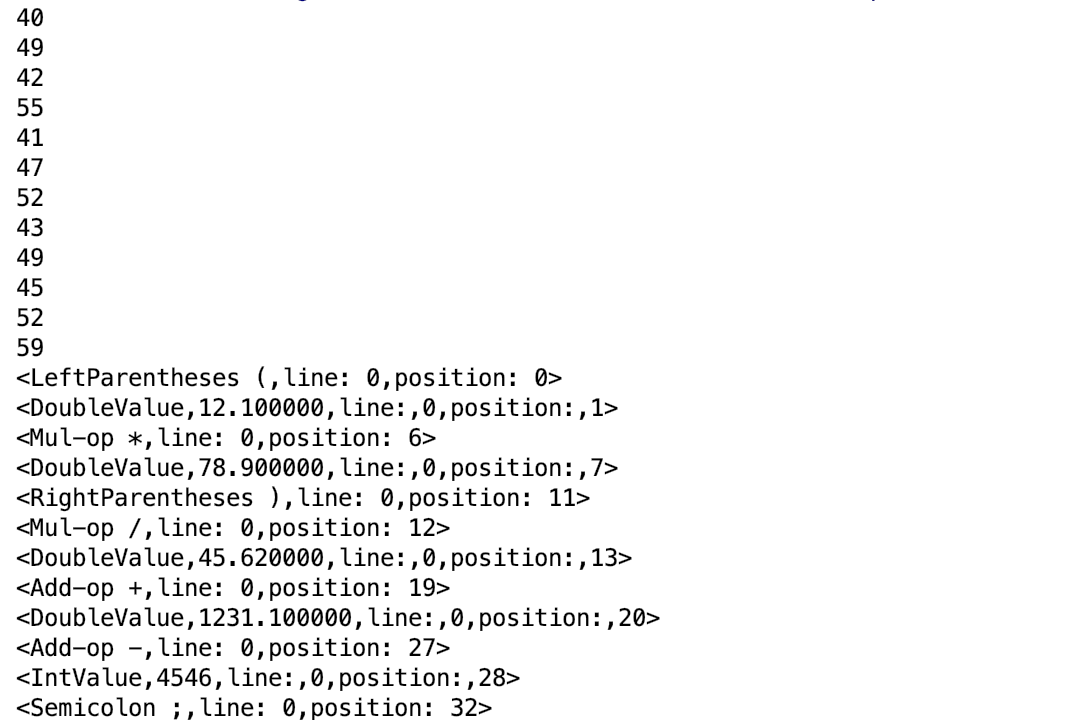 40
49
42
55
41
47
52
43
49
45
52
59
<LeftParentheses (,line: 0,position: 0>
<DoubleValue,12.100000,line:,0,position:,1>
<Mul-op *,line: 0,position: 6>
<DoubleValue,78.900000,line:,0,position:,7>
<RightParentheses ),line: 0,position: 11>
<Mul-op /,line: 0,position: 12>
<DoubleValue,45.620000,line:,0,position:,13>
<Add-op +,line: 0,position: 19>
<DoubleValue,1231.100000,line:,0,position:,20>
<Add-op -,line: 0,position: 27>
<IntValue,4546,line:,0,position:,28>
<Semicolon ;,line: 0,position: 32>